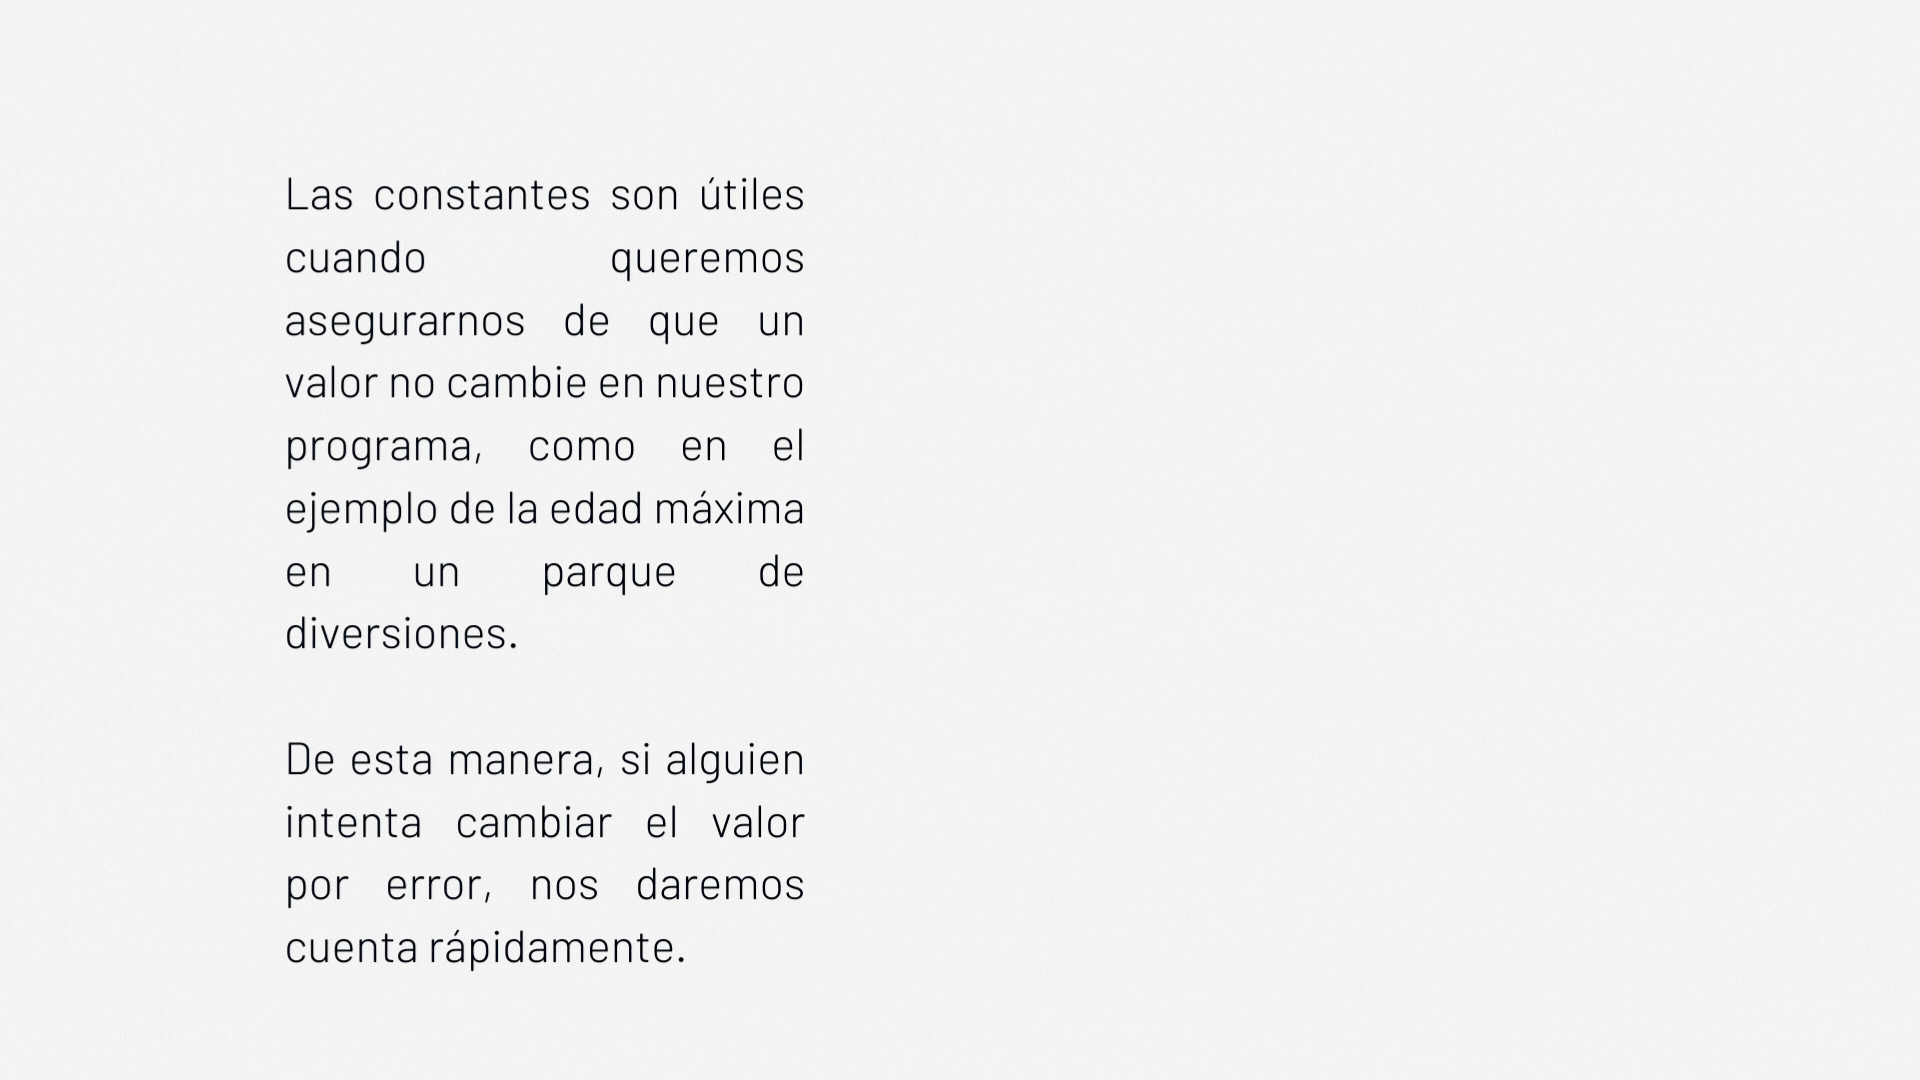 Las constantes son útiles
cuando queremos
asegurarnos de que un
valor no cambie en nuestro
programa, como en el
ejemplo de la edad máxima
en un parque de
diversiones.
De esta manera, si alguien
intenta cambiar el valor
por error, nos daremos
cuenta rápidamente.